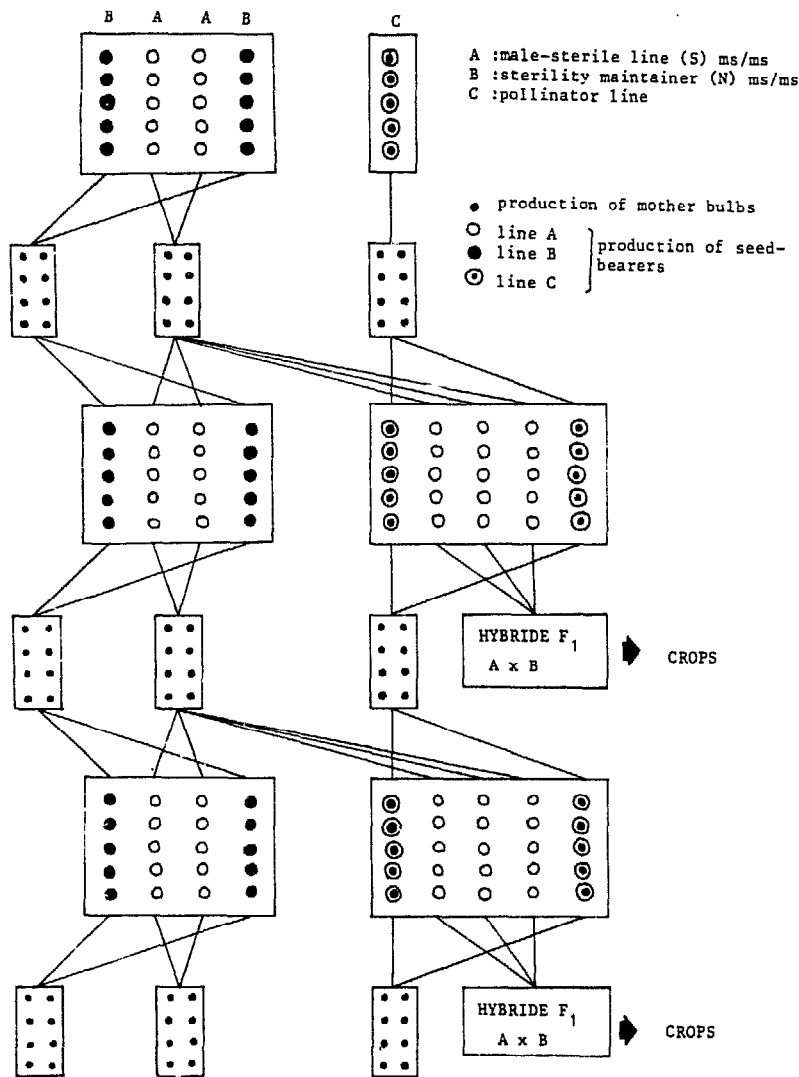 B A A B
C
A :male-sterile line (S) ms/ms
B :sterility maintainer (N) ms/ms
C :pollinator line
production of mother bulbs
line A
line B
line C
production of seed-
bearers
HYBRIDE F1
A x B
CROPS
HYBRIDE F1
A x B
CROPS